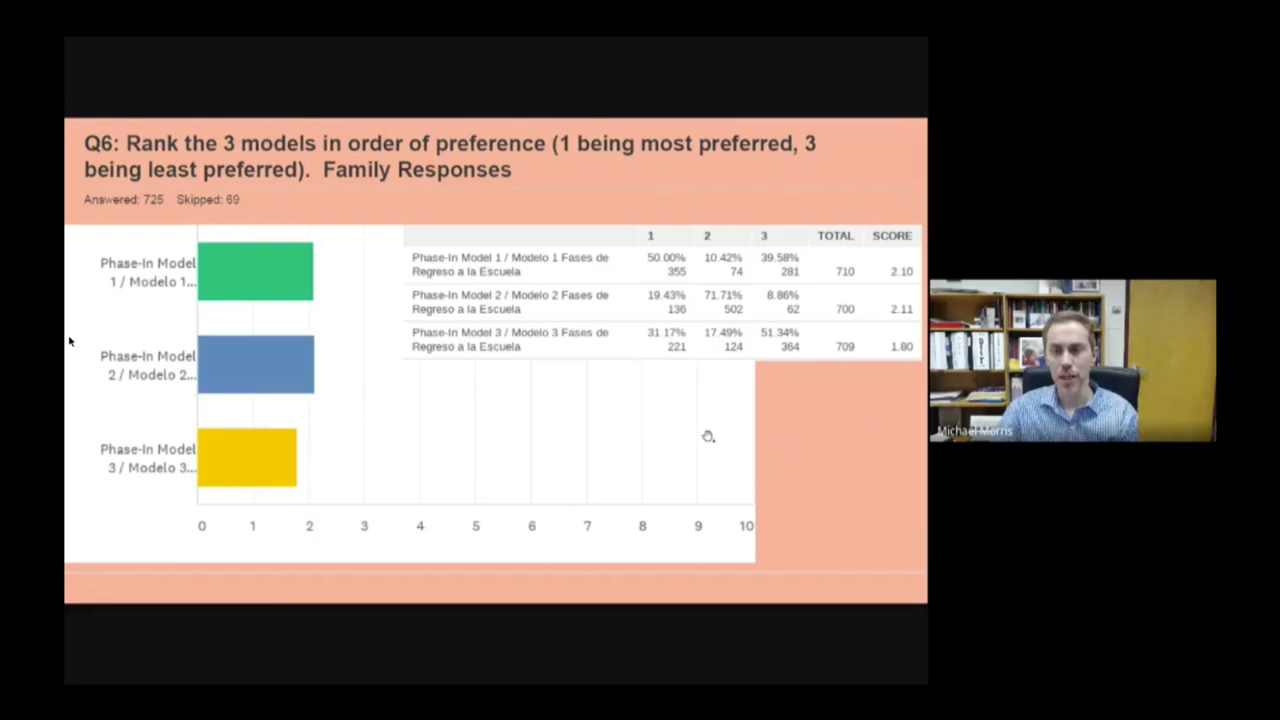 Q6: Rank the 3 models in order of preference (1 being most preferred, 3
being least preferred).  Family Responses
Answered: 725    Skipped: 69
1 2 3 TOTAL SCORE
Phase-In Model 1 / Modelo 1 Fases de 50.00% 10.42% 39.58%
Regreso a la Escuela 355 74 281 710 2.10
Phase-In Model 2 / Modelo 2 Fases de 19.43% 71.71% 8.86%
Regreso a la Escuela 136 502 62 700 2.11
Phase-In Model 3 / Modelo 3 Fases de 31.17% 17.49% 51.34%
Regreso a la Escuela 221 124 364 709 1.80
Phase-In Model
1 / Modelo 1...
Phase-In Model
2 / Modelo 2...
Phase-In Model
3 / Modelo 3...
0 1 2 3 4 5 6 7 8 9 10
Michael Morris